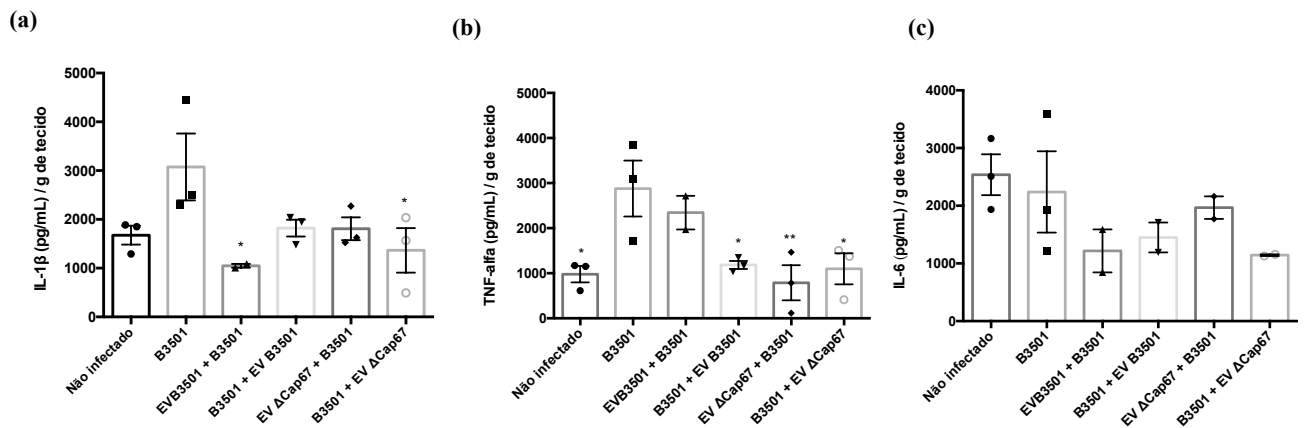 (a)
IL-1β (pg/mL) / g de tecido
5000
4000
3000
2000
1000
0
*
*
Não infectado
B3501
EVB3501 + B3501
B3501 + EV B3501
EV ΔCap67 + B3501
B3501 + EV ΔCap67
(b)
TNF-alfa (pg/mL) / g de tecido
5000
4000
3000
2000
1000
0
*
*
**
*
Não infectado
B3501
EVB3501 + B3501
B3501 + EV B3501
EV ΔCap67 + B3501
B3501 + EV ΔCap67
(c)
IL-6 (pg/mL) / g de tecido
4000
3000
2000
1000
0
Não infectado
B3501
EVB3501 + B3501
B3501 + EV B3501
EV ΔCap67 + B3501
B3501 + EV ΔCap67